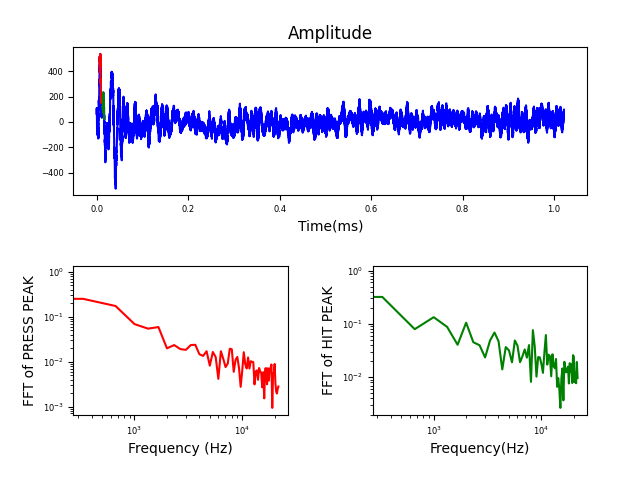 Amplitude
400
200
0
−200
−400
0.0 0.2 0.4 0.6 0.8 1.0
Time(ms)
FFT of PRESS PEAK
10⁰
10⁻¹
10⁻²
10⁻³
10³ 10⁴
Frequency (Hz)
FFT of HIT PEAK
10⁰
10⁻¹
10⁻²
10³ 10⁴
Frequency(Hz)